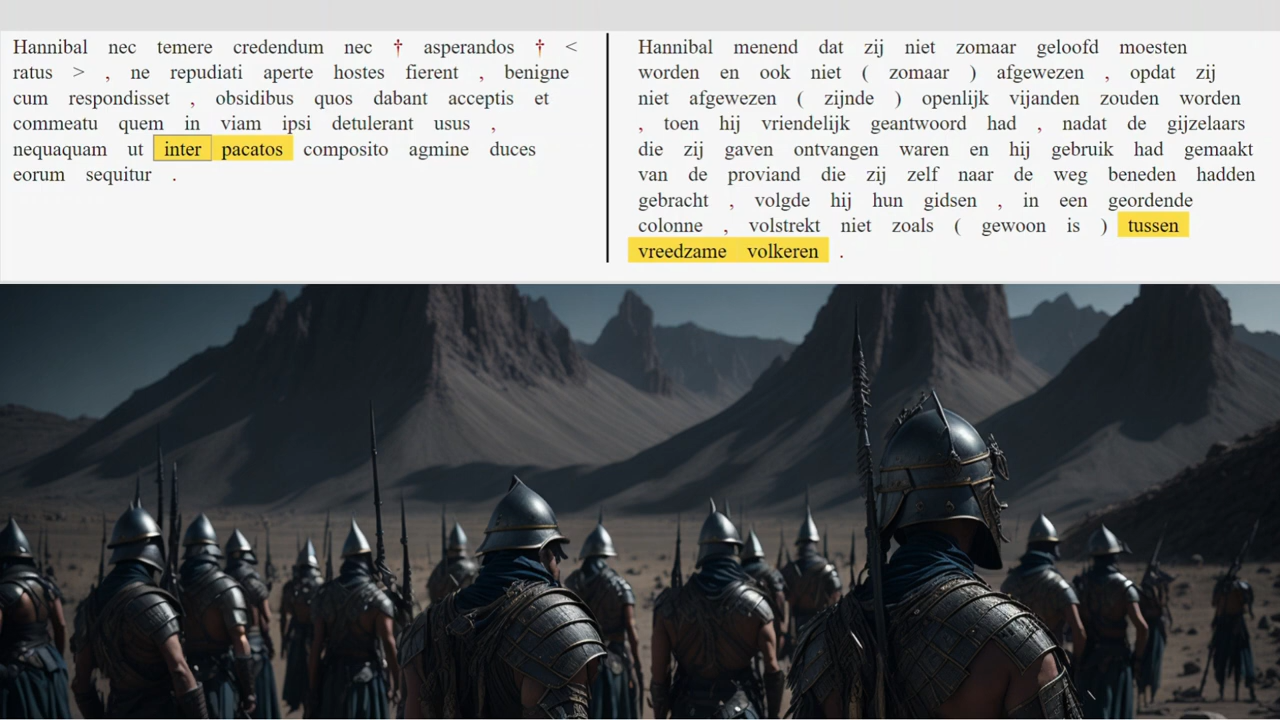 Hannibal nec temere credendum nec † asperandos † <
ratus > , ne repudiati aperte hostes fierent , benigne
cum respondisset , obsidibus quos dabant acceptis et
commeatu quem in viam ipsi detulerant usus ,
nequaquam ut inter pacatos composito agmine duces
eorum sequitur .
Hannibal menend dat zij niet zomaar geloofd moesten
worden en ook niet ( zomaar ) afgewezen , opdat zij
niet afgewezen ( zijnde ) openlijk vijanden zouden worden
, toen hij vriendelijk geantwoord had , nadat de gijzelaars
die zij gaven ontvangen waren en hij gebruik had gemaakt
van de proviand die zij zelf naar de weg beneden hadden
gebracht , volgde hij hun gidsen , in een geordende
colonne , volstrekt niet zoals ( gewoon is ) tussen
vreedzame volkeren .